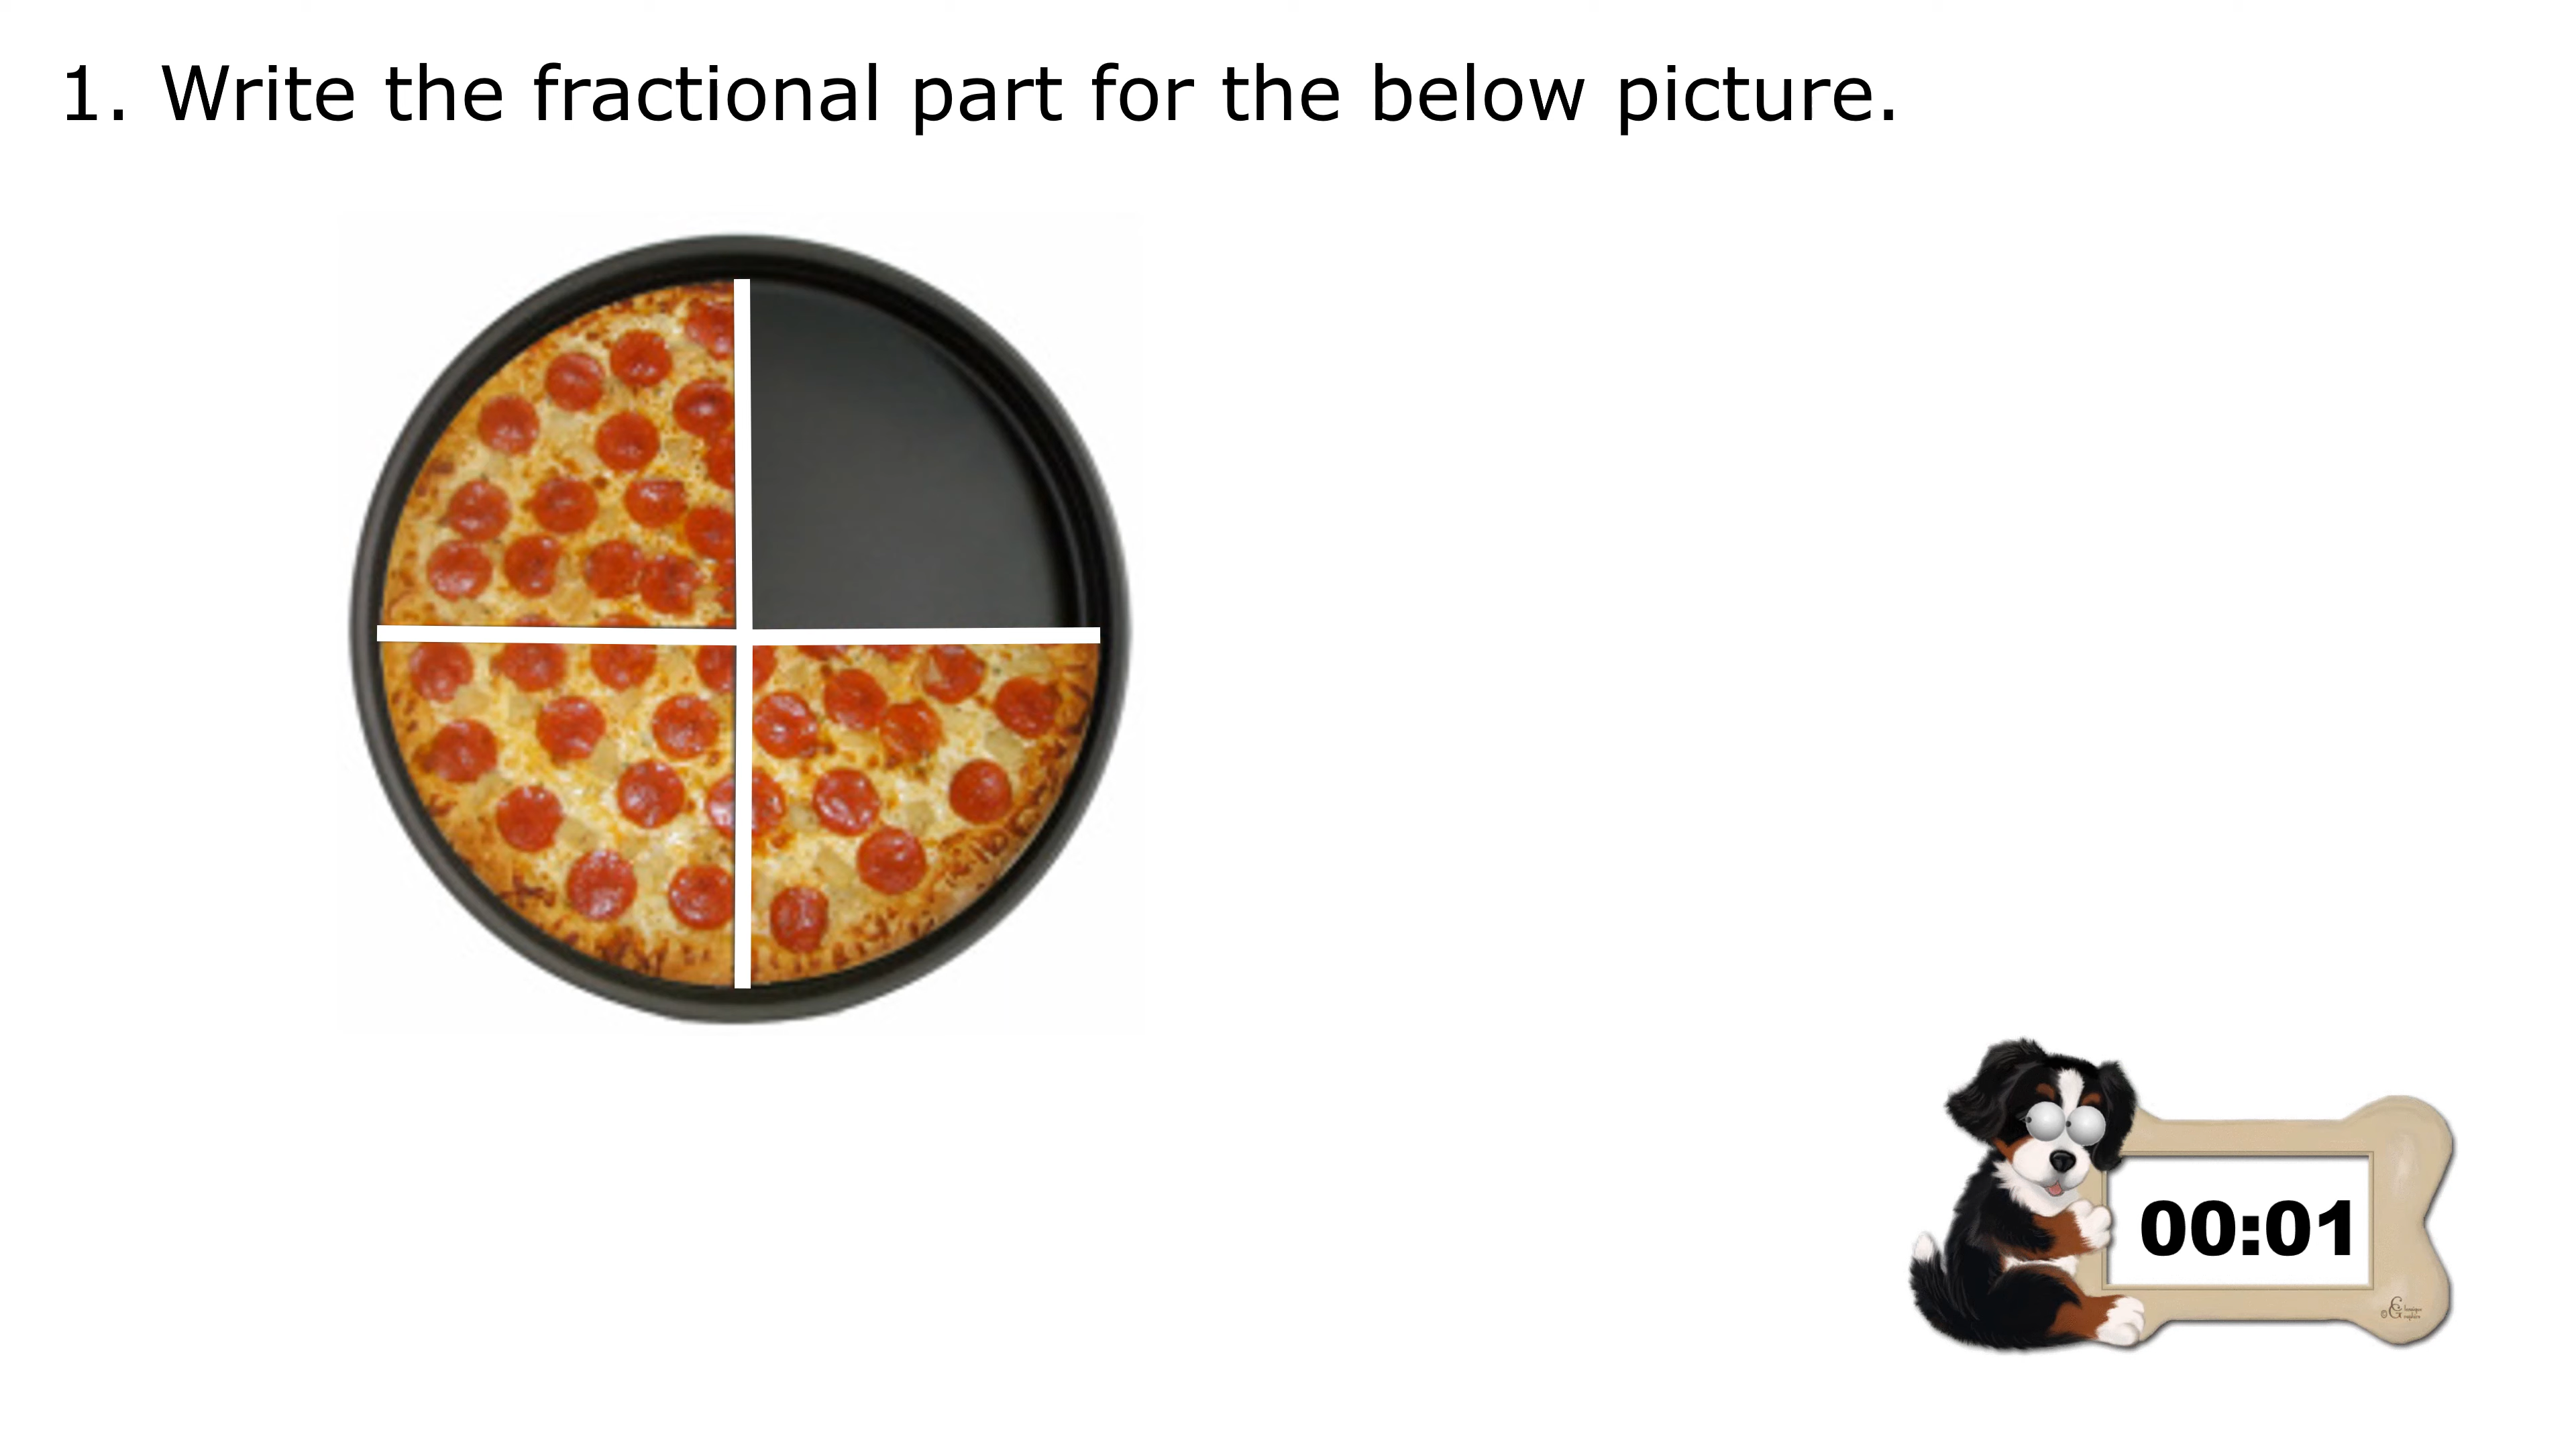 1. Write the fractional part for the below picture.
00:01